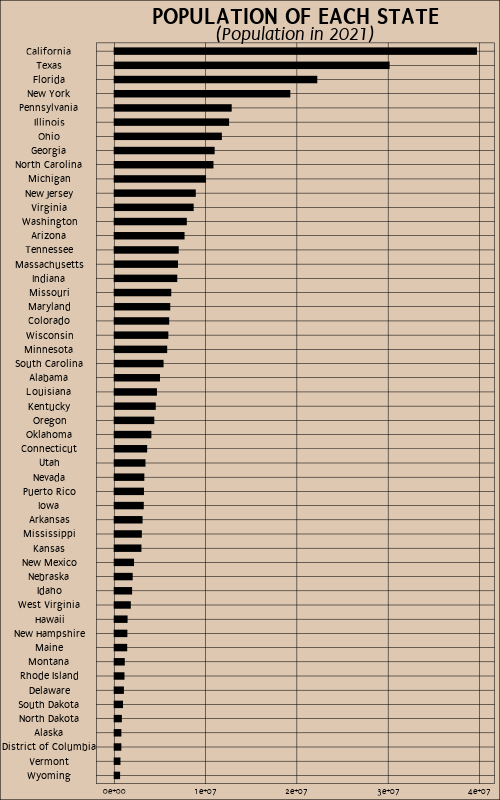 POPULATION OF EACH STATE
(Population in 2021)
California
Texas
Florida
New York
Pennsylvania
Illinois
Ohio
Georgia
North Carolina
Michigan
New Jersey
Virginia
Washington
Arizona
Tennessee
Massachusetts
Indiana
Missouri
Maryland
Colorado
Wisconsin
Minnesota
South Carolina
Alabama
Louisiana
Kentucky
Oregon
Oklahoma
Connecticut
Utah
Nevada
Puerto Rico
Iowa
Arkansas
Mississippi
Kansas
New Mexico
Nebraska
Idaho
West Virginia
Hawaii
New Hampshire
Maine
Montana
Rhode Island
Delaware
South Dakota
North Dakota
Alaska
District of Columbia
Vermont
Wyoming
0e+00 1e+07 2e+07 3e+07 4e+07